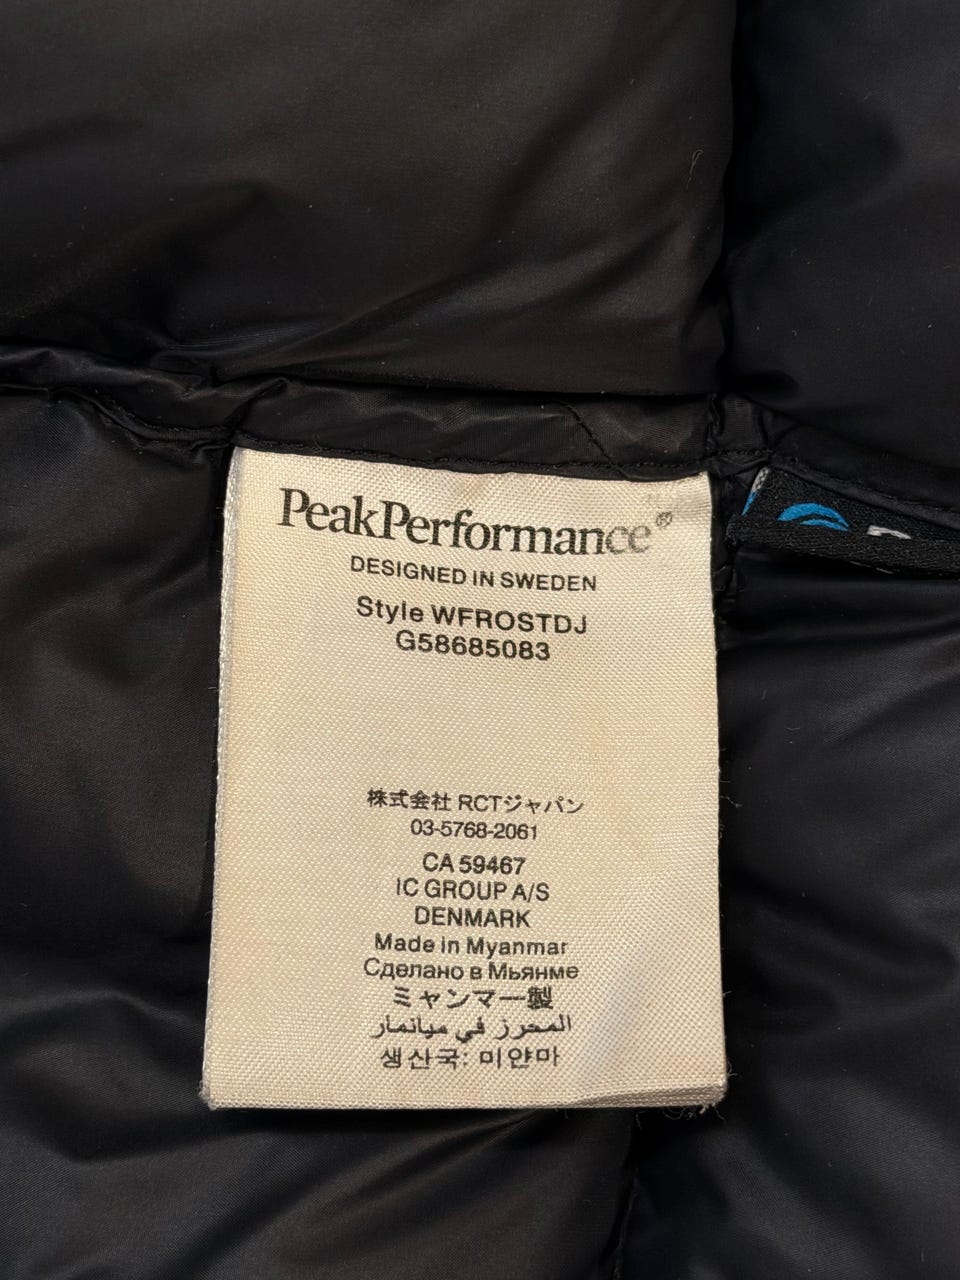 PeakPerformance®
DESIGNED IN SWEDEN
Style WFROSTDJ
G58685083
株式会社 RCTジャパン
03-5768-2061
CA 59467
IC GROUP A/S
DENMARK
Made in Myanmar
Сделано в Мьянме
ミャンマー製
المحرز في ميانمار
생산국: 미얀마